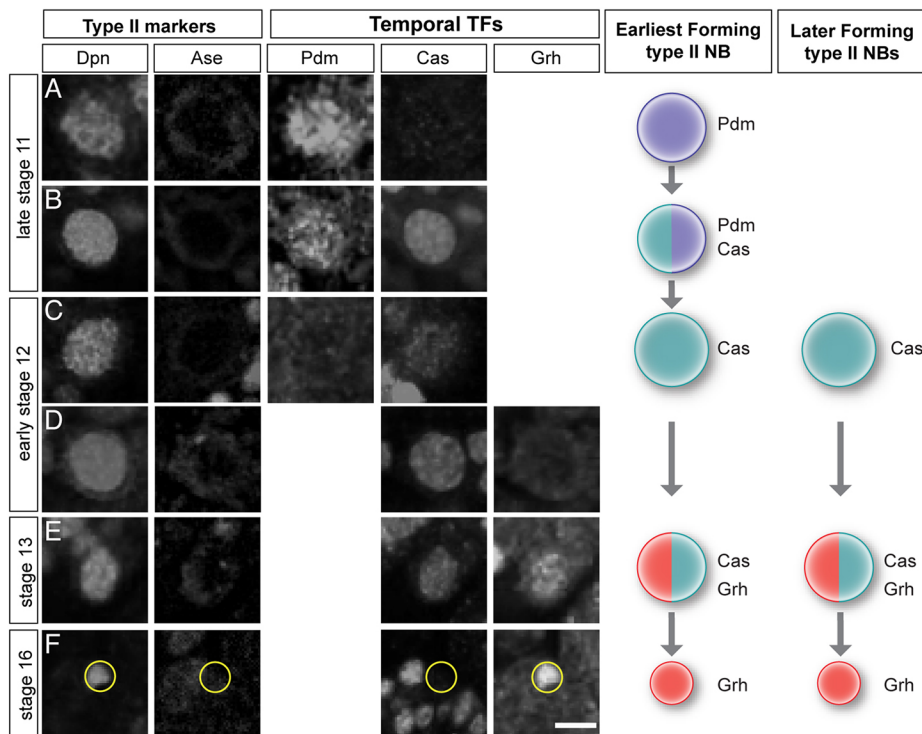 Type II markers
Temporal TFs
Earliest Forming
type II NB
Later Forming
type II NBs
Dpn
Ase
Pdm
Cas
Grh
late stage 11
A
Pdm
B
Pdm
Cas
early stage 12
C
Cas
Cas
D
stage 13
E
Cas
Grh
Cas
Grh
stage 16
F
Grh
Grh